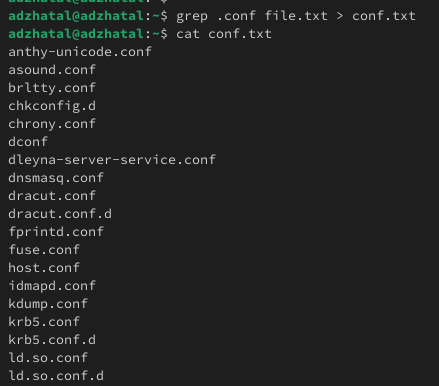 adzhatal@adzhatal:~$ grep .conf file.txt > conf.txt
adzhatal@adzhatal:~$ cat conf.txt
anthy-unicode.conf
asound.conf
brltty.conf
chkconfig.d
chrony.conf
dconf
dleyna-server-service.conf
dnsmasq.conf
dracut.conf
dracut.conf.d
fprintd.conf
fuse.conf
host.conf
idmapd.conf
kdump.conf
krb5.conf
krb5.conf.d
ld.so.conf
ld.so.conf.d